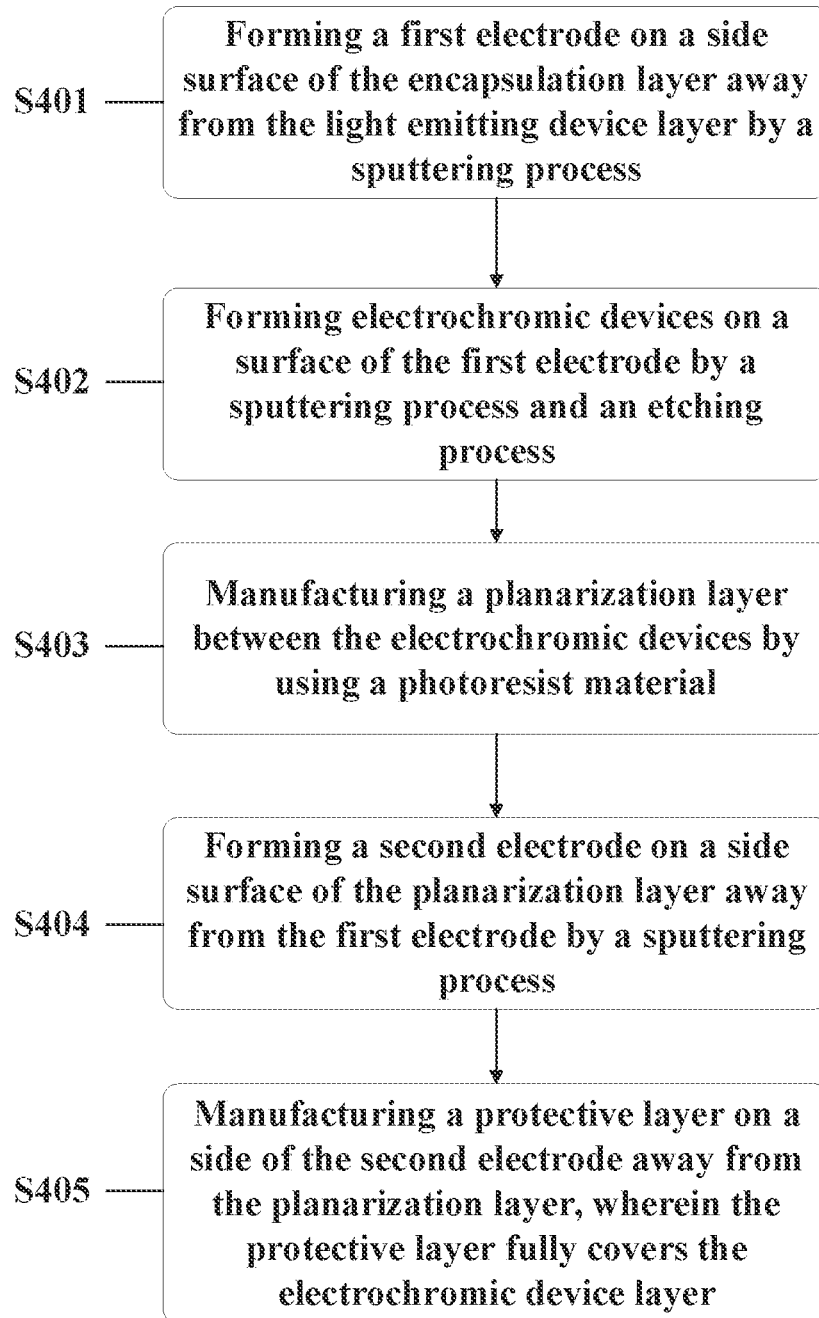 Forming a first electrode on a side
surface of the encapsulation layer away
S401
from the light emitting device layer by a
sputtering process
Forming electrochromic devices on a
surface of the first electrode by a
S402
sputtering process and an etching
process
Manufacturing a planarization layer
S403
between the electrochromic devices by
using a photoresist material
Forming a second electrode on a side
surface of the planarization layer away
S404
from the first electrode by a sputtering
process
Manufacturing a protective layer on a
side of the second electrode away from
S405
the planarization layer, wherein the
protective layer fully covers the
electrochromic device layer